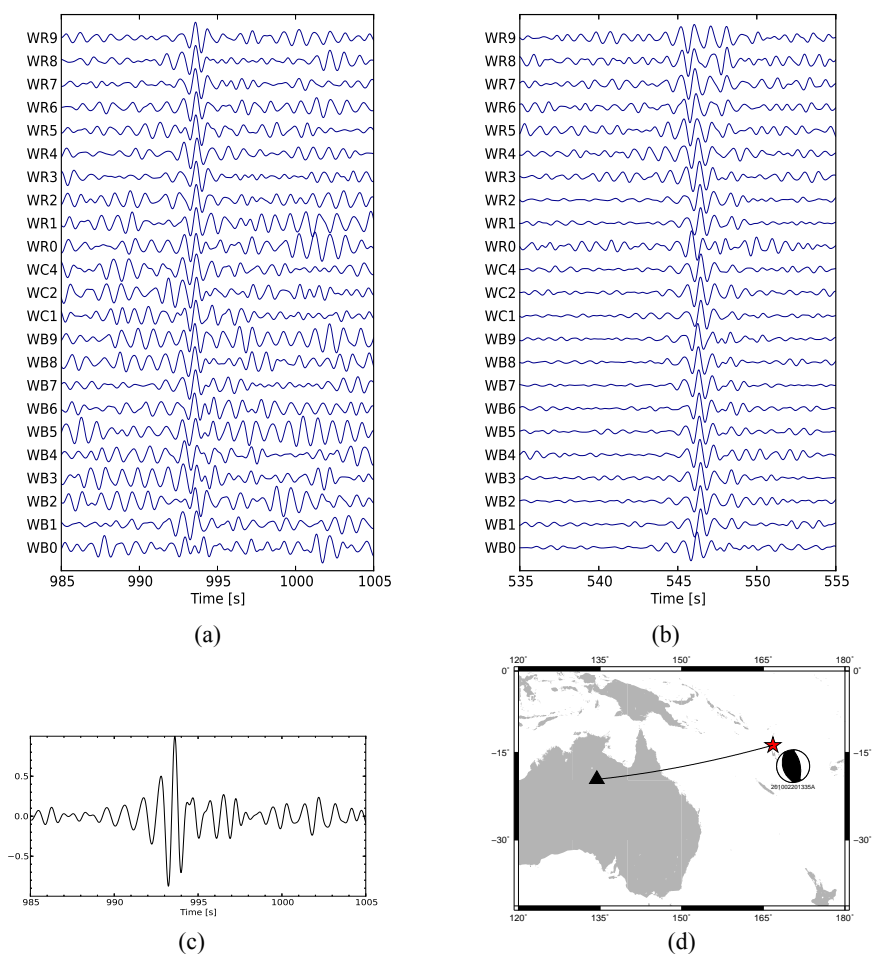 WR9
WR8
WR7
WR6
WR5
WR4
WR3
WR2
WR1
WR0
WC4
WC2
WC1
WB9
WB8
WB7
WB6
WB5
WB4
WB3
WB2
WB1
WB0
985 990 995 1000 1005
Time [s]
(a)
WR9
WR8
WR7
WR6
WR5
WR4
WR3
WR2
WR1
WR0
WC4
WC2
WC1
WB9
WB8
WB7
WB6
WB5
WB4
WB3
WB2
WB1
WB0
535 540 545 550 555
Time [s]
(b)
0.5
0.0
−0.5
985 990 995 1000 1005
Time [s]
(c)
120° 135° 150° 165° 180°
0° 0°
−15° −15°
−30° −30°
201002201335A
120° 135° 150° 165° 180°
(d)